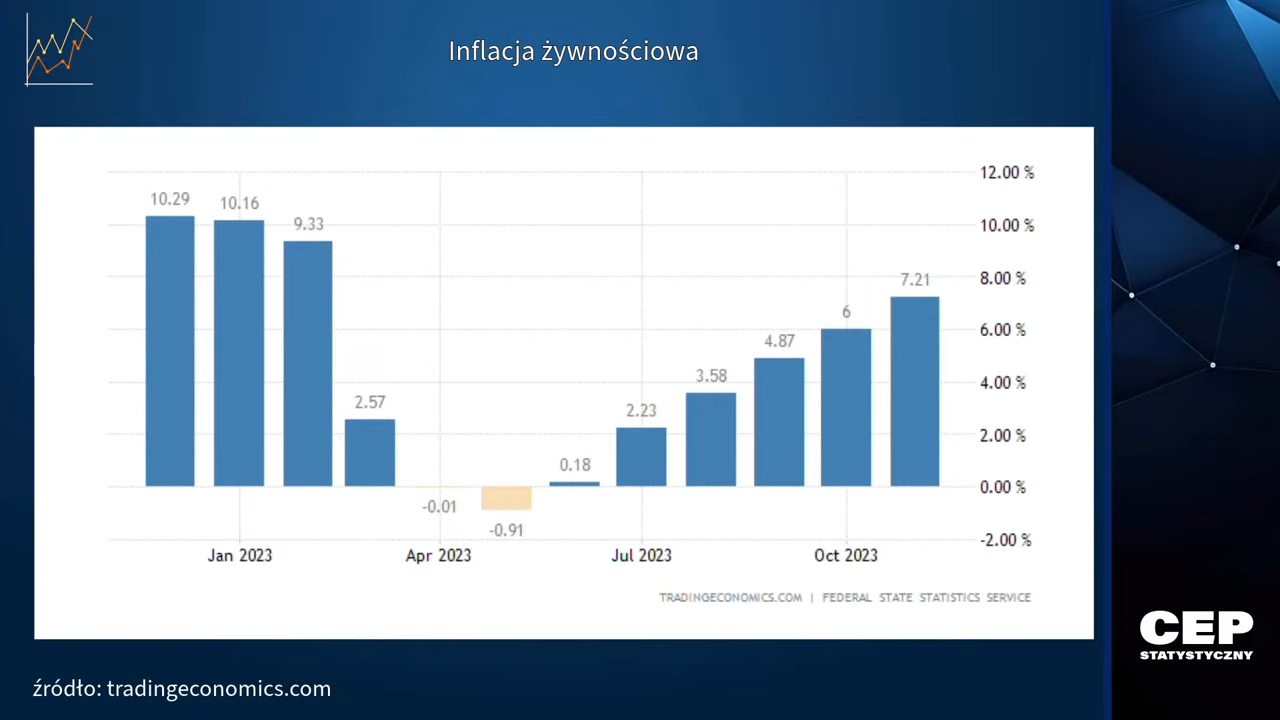 Inflacja żywnościowa
12.00 %
10.29
10.16
9.33
10.00 %
8.00 %
7.21
6
6.00 %
4.87
3.58
4.00 %
2.57
2.23
2.00 %
0.18
0.00 %
-0.01
-0.91
-2.00 %
Jan 2023
Apr 2023
Jul 2023
Oct 2023
TRADINGECONOMICS.COM | FEDERAL STATE STATISTICS SERVICE
CEP
STATYSTYCZNY
źródło: tradingeconomics.com